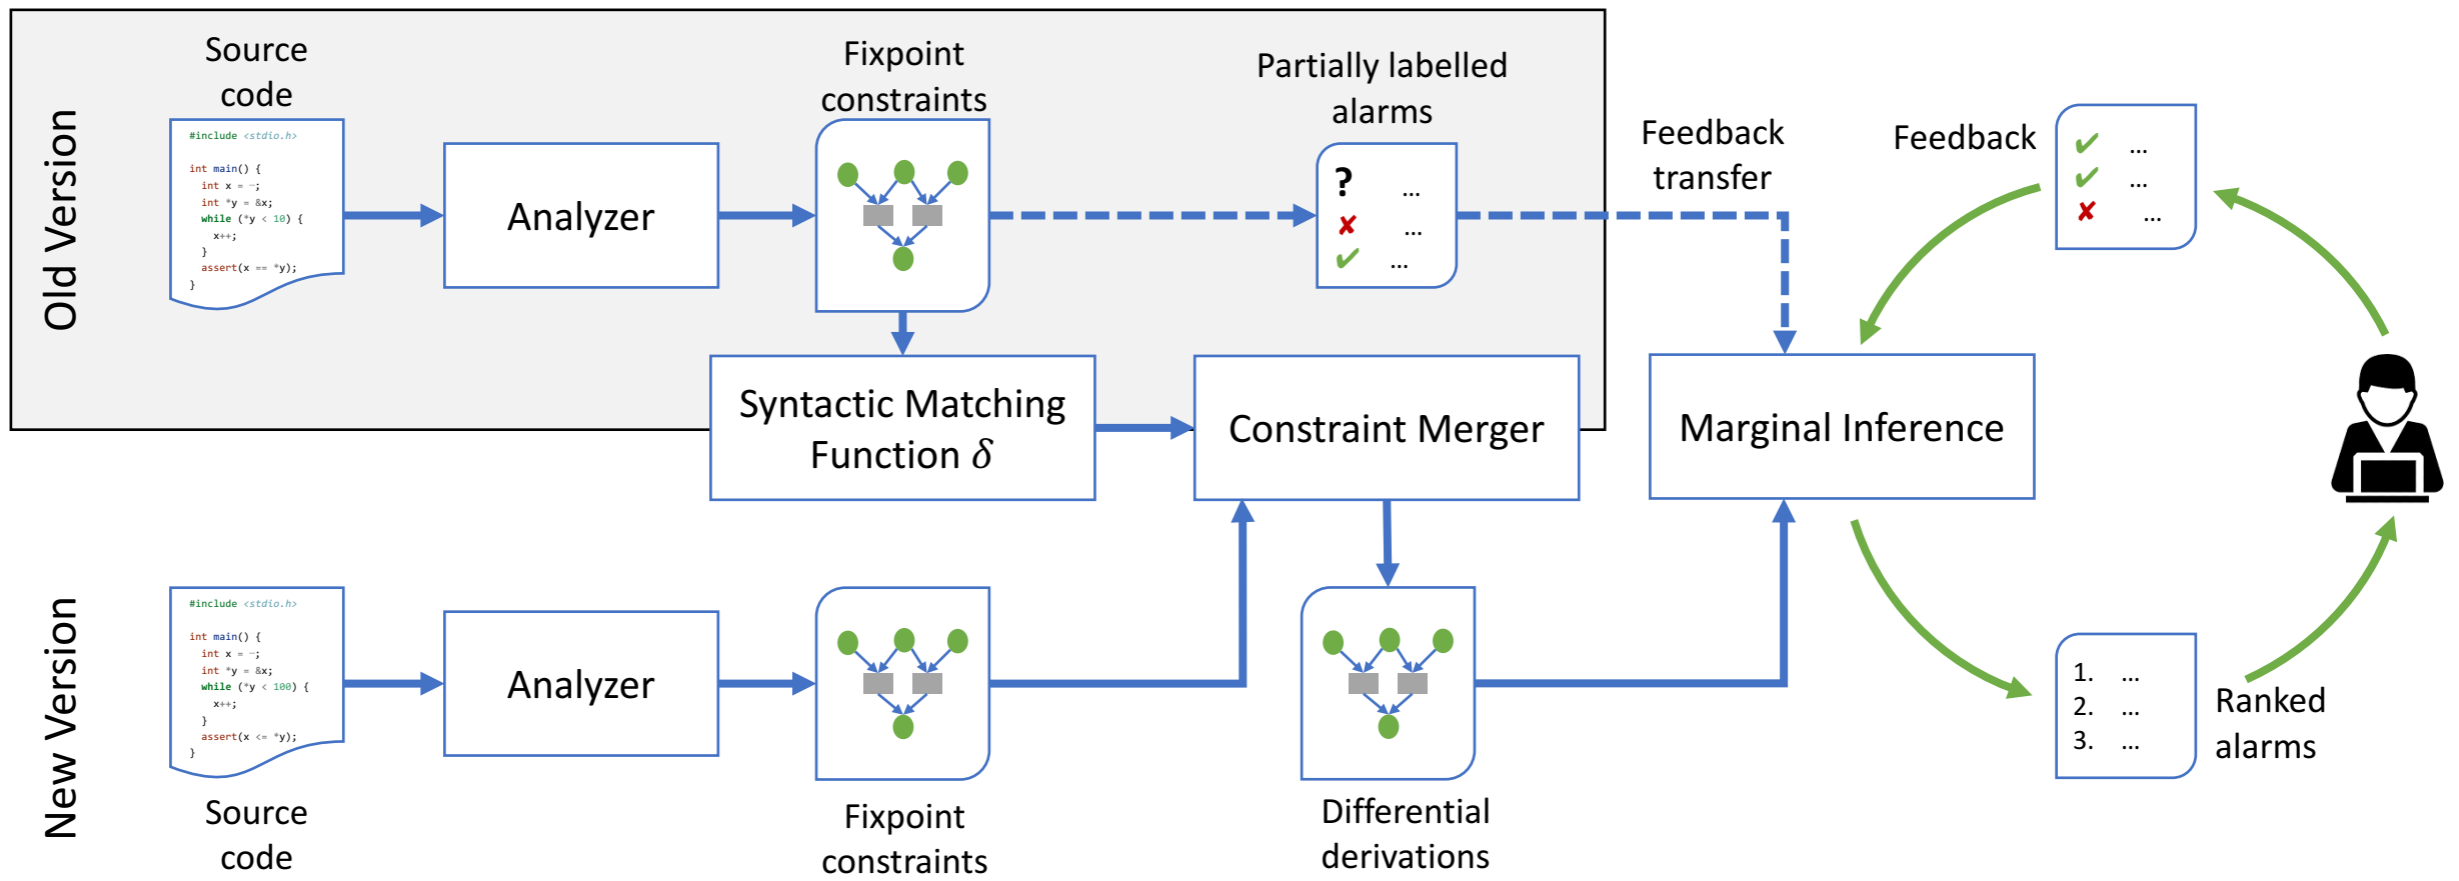 Old Version
Source
code
#include <stdio.h>
int main() {
int x = ~;
int *y = &x;
while (*y < 10) {
x++;
}
assert(x == *y);
}
Analyzer
Fixpoint
constraints
Partially labelled
alarms
? ...
✘ ...
✔ ...
Feedback
transfer
Feedback
✔ ...
✔ ...
✘ ...
Syntactic Matching
Function δ
Constraint Merger
Marginal Inference
New Version
#include <stdio.h>
int main() {
int x = ~;
int *y = &x;
while (*y < 100) {
x++;
}
assert(x <= *y);
}
Source
code
Analyzer
Fixpoint
constraints
Differential
derivations
1. ...
2. ...
3. ...
Ranked
alarms